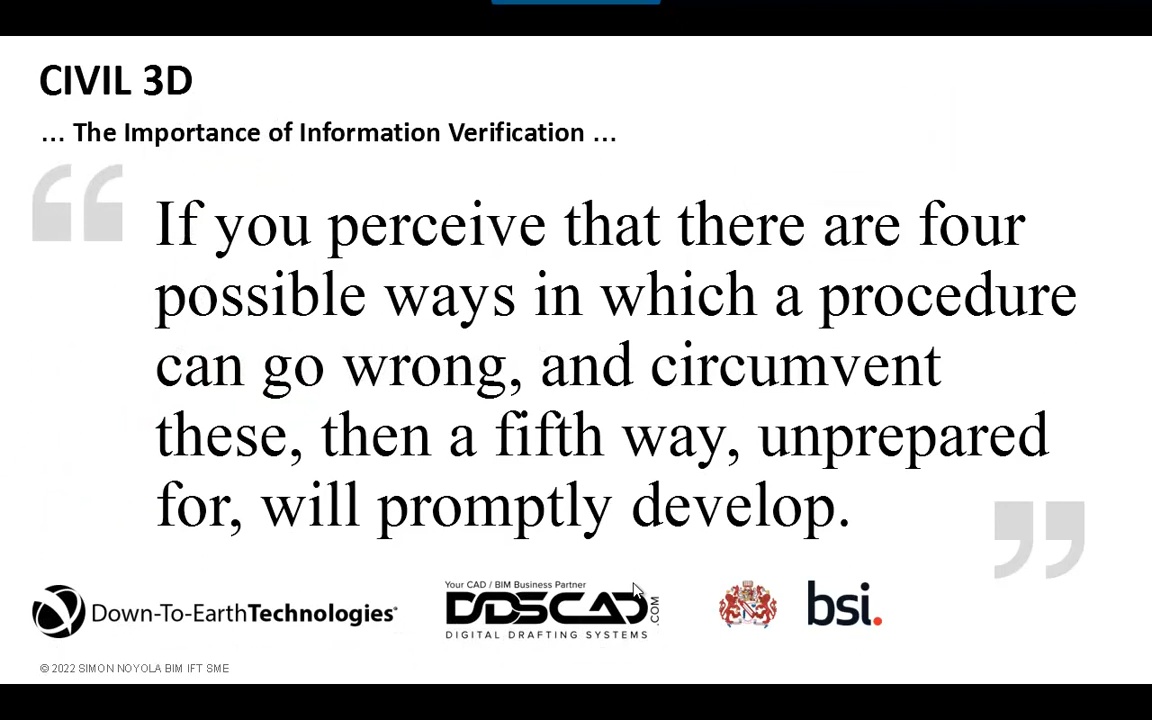 CIVIL 3D
... The Importance of Information Verification ...
“
If you perceive that there are four
possible ways in which a procedure
can go wrong, and circumvent
these, then a fifth way, unprepared
for, will promptly develop.
”
Down-To-EarthTechnologies
Your CAD / BIM Business Partner
DDSCAD.COM
DIGITAL DRAFTING SYSTEMS
bsi.
© 2022 SIMON NOYOLA BIM IFT SME